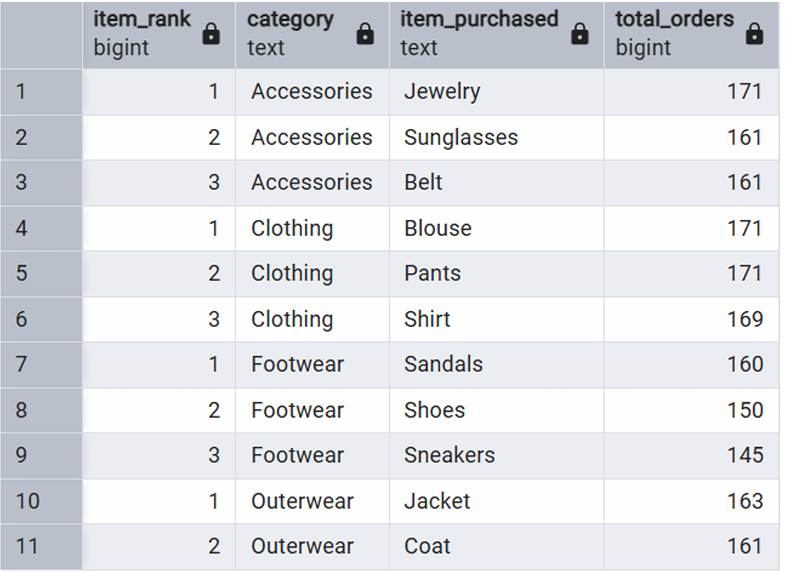 item_rank category item_purchased total_orders
bigint text text bigint
1 1 Accessories Jewelry 171
2 2 Accessories Sunglasses 161
3 3 Accessories Belt 161
4 1 Clothing Blouse 171
5 2 Clothing Pants 171
6 3 Clothing Shirt 169
7 1 Footwear Sandals 160
8 2 Footwear Shoes 150
9 3 Footwear Sneakers 145
10 1 Outerwear Jacket 163
11 2 Outerwear Coat 161